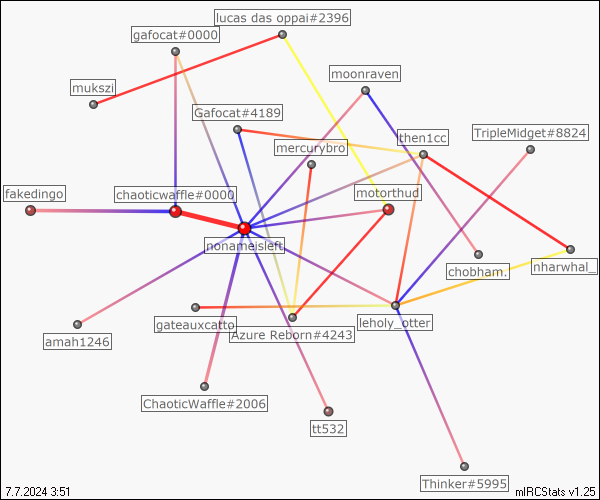 lucas das oppai#2396
gafocat#0000
moonraven
mukszi
Gafocat#4189
then1cc
TripleMidget#8824
mercurybro
fakedingo
chaoticwaffle#0000
motorthud
nonameisleft
chobham.
nharwhal_
gateauxcatto
leholy_otter
Azure Reborn#4243
amah1246
ChaoticWaffle#2006
tt532
Thinker#5995
7.7.2024 3:51
mIRCStats v1.25